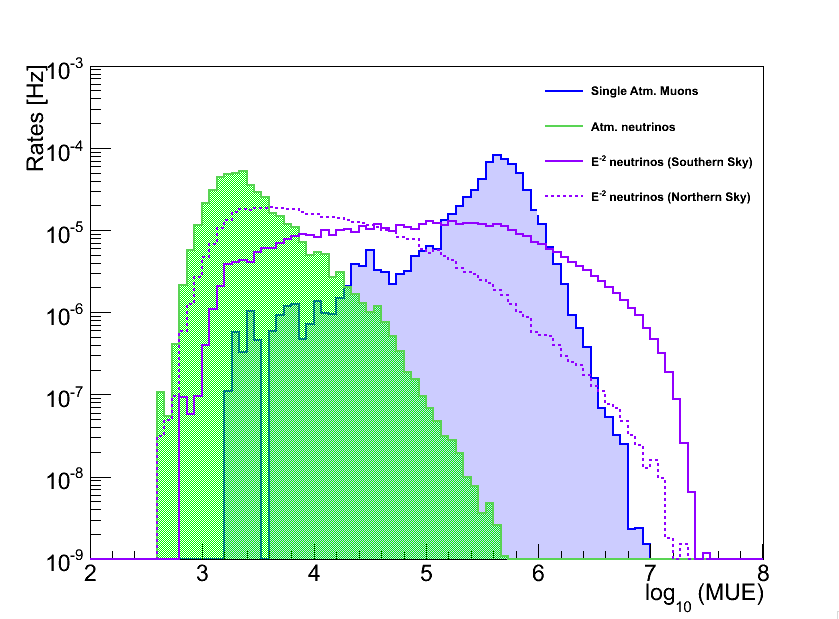 Rates [Hz]
10-3
10-4
10-5
10-6
10-7
10-8
10-9
Single Atm. Muons
Atm. neutrinos
E-2 neutrinos (Southern Sky)
E-2 neutrinos (Northern Sky)
2 3 4 5 6 7 8
log10 (MUE)